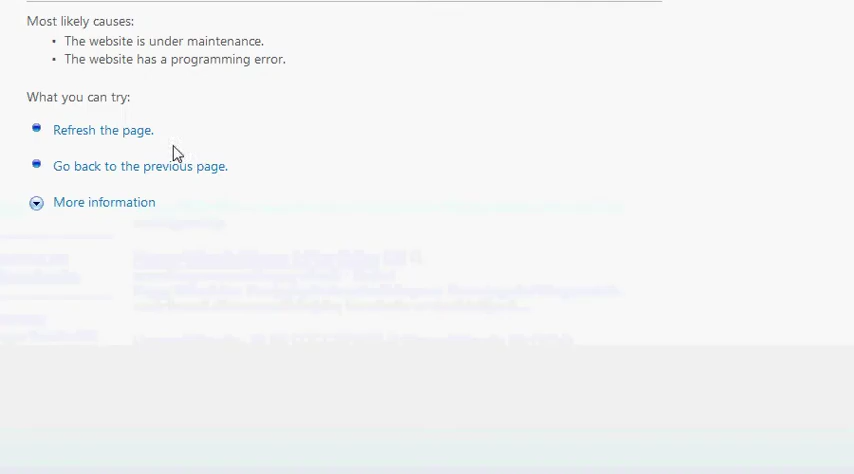 Most likely causes:
• The website is under maintenance.
• The website has a programming error.
What you can try:
Refresh the page.
Go back to the previous page.
More information